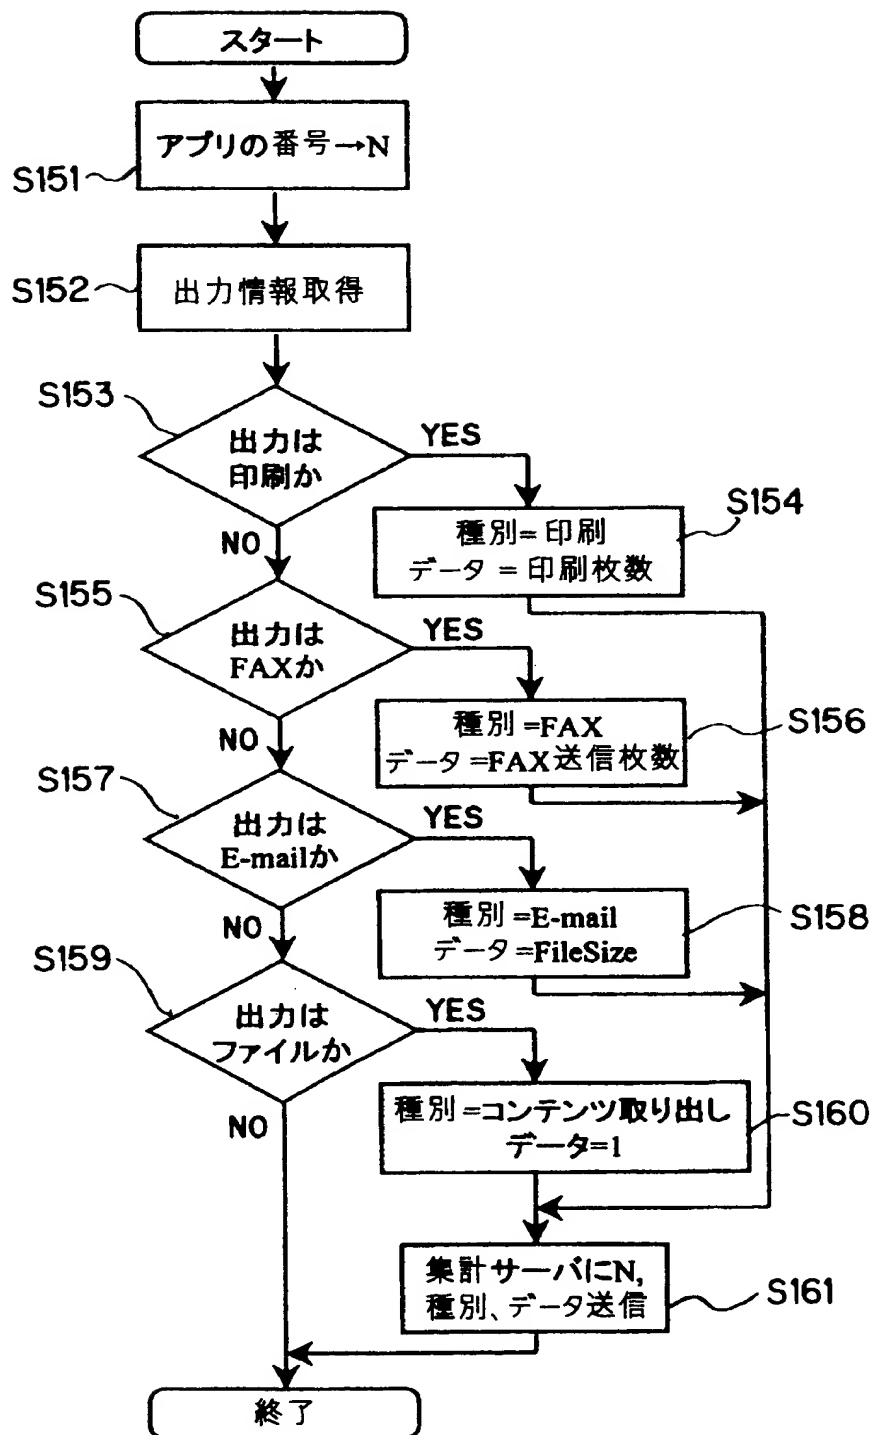 スタート
アプリの番号→N
S151
出力情報取得
S152
S153
出力は
印刷か
YES
NO
S154
種別=印刷
データ=印刷枚数
S155
出力は
FAXか
YES
NO
S156
種別=FAX
データ=FAX送信枚数
S157
出力は
E-mailか
YES
NO
S158
種別=E-mail
データ=FileSize
S159
出力は
ファイルか
YES
NO
S160
種別=コンテンツ取り出し
データ=1
集計サーバにN,
種別、データ送信
S161
終了